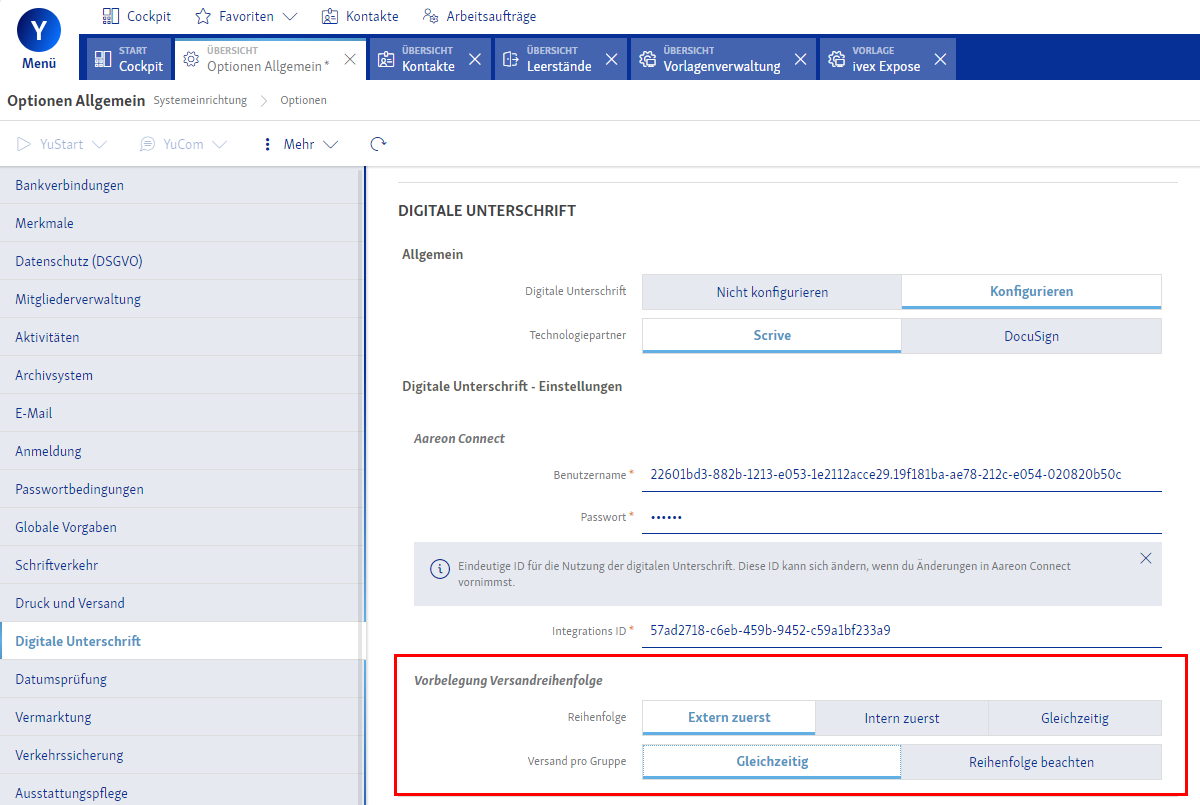 Y
Menü
Cockpit
Favoriten
Kontakte
Arbeitsaufträge
START
Cockpit
ÜBERSICHT
Optionen Allgemein *
ÜBERSICHT
Kontakte
ÜBERSICHT
Leerstände
ÜBERSICHT
Vorlagenverwaltung
VORLAGE
ivex Expose
Optionen Allgemein Systemeinrichtung Optionen
YuStart
YuCom
Mehr
Bankverbindungen
Merkmale
Datenschutz (DSGVO)
Mitgliederverwaltung
Aktivitäten
Archivsystem
E-Mail
Anmeldung
Passwortbedingungen
Globale Vorgaben
Schriftverkehr
Druck und Versand
Digitale Unterschrift
Datumsprüfung
Vermarktung
Verkehrssicherung
Ausstattungspflege
DIGITALE UNTERSCHRIFT
Allgemein
Digitale Unterschrift Nicht konfigurieren Konfigurieren
Technologiepartner Scrive DocuSign
Digitale Unterschrift - Einstellungen
Aareon Connect
Benutzername * 22601bd3-882b-1213-e053-1e2112acce29.19f181ba-ae78-212c-e054-020820b50c
Passwort * ••••••
Eindeutige ID für die Nutzung der digitalen Unterschrift. Diese ID kann sich ändern, wenn du Änderungen in Aareon Connect
vornimmst.
Integrations ID * 57ad2718-c6eb-459b-9452-c59a1bf233a9
Vorbelegung Versandreihenfolge
Reihenfolge Extern zuerst Intern zuerst Gleichzeitig
Versand pro Gruppe Gleichzeitig Reihenfolge beachten